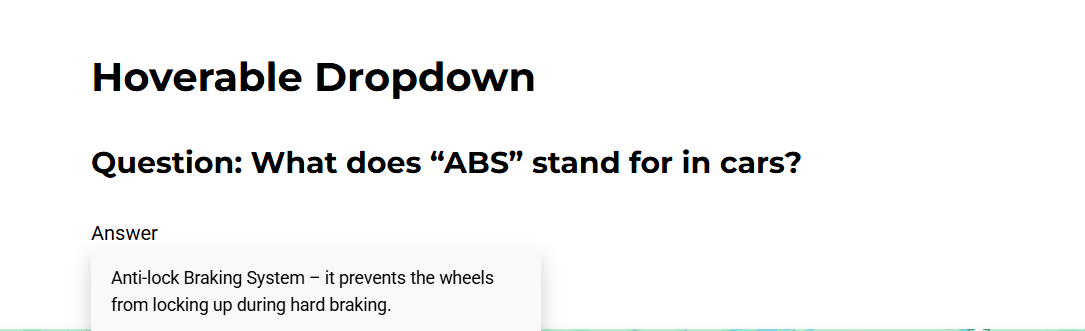 Hoverable Dropdown
Question: What does “ABS” stand for in cars?
Answer
Anti-lock Braking System – it prevents the wheels
from locking up during hard braking.